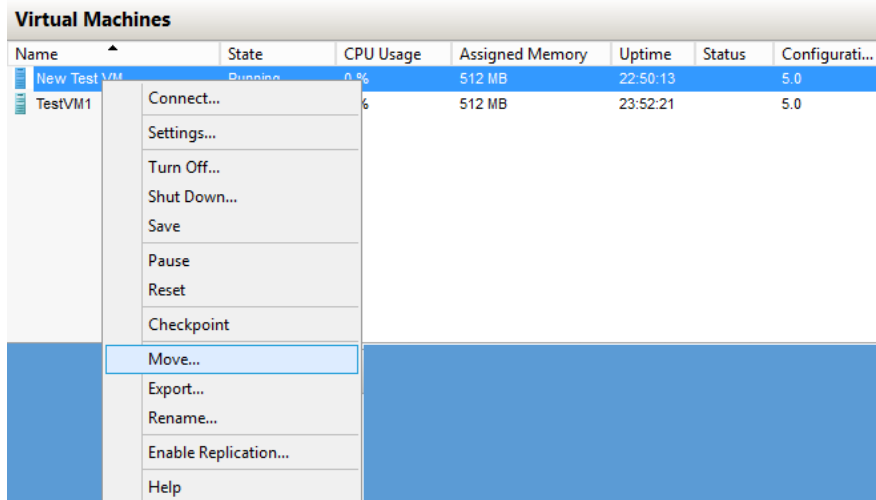 Virtual Machines
Name State CPU Usage Assigned Memory Uptime Status Configurati...
New Test VM Running 0 % 512 MB 22:50:13 5.0
TestVM1 % 512 MB 23:52:21 5.0
Connect...
Settings...
Turn Off...
Shut Down...
Save
Pause
Reset
Checkpoint
Move...
Export...
Rename...
Enable Replication...
Help